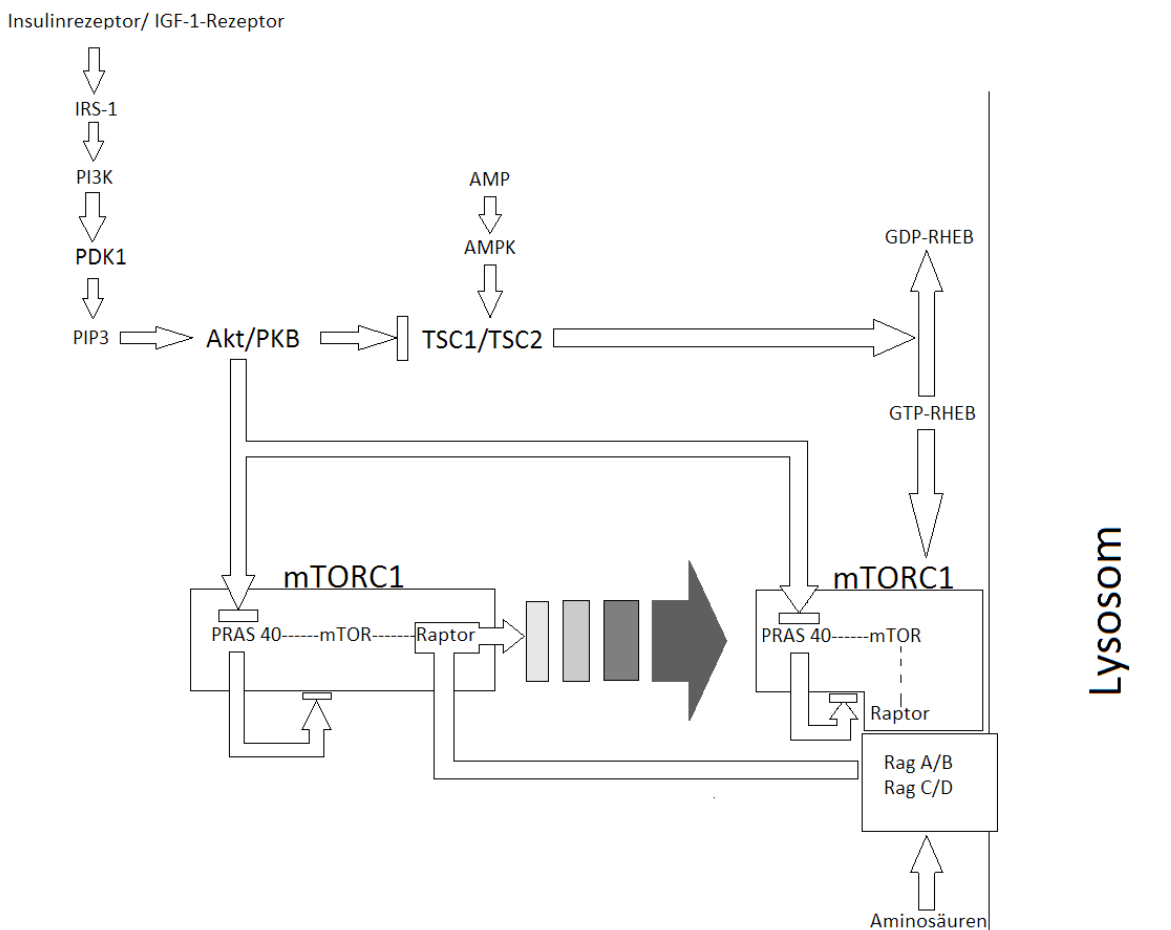 Insulinrezeptor/ IGF-1-Rezeptor
IRS-1
PI3K
PDK1
PIP3
Akt/PKB
AMP
AMPK
TSC1/TSC2
GDP-RHEB
GTP-RHEB
mTORC1
PRAS 40------mTOR-------Raptor
mTORC1
PRAS 40------mTOR
Raptor
Rag A/B
Rag C/D
Aminosäuren
Lysosom